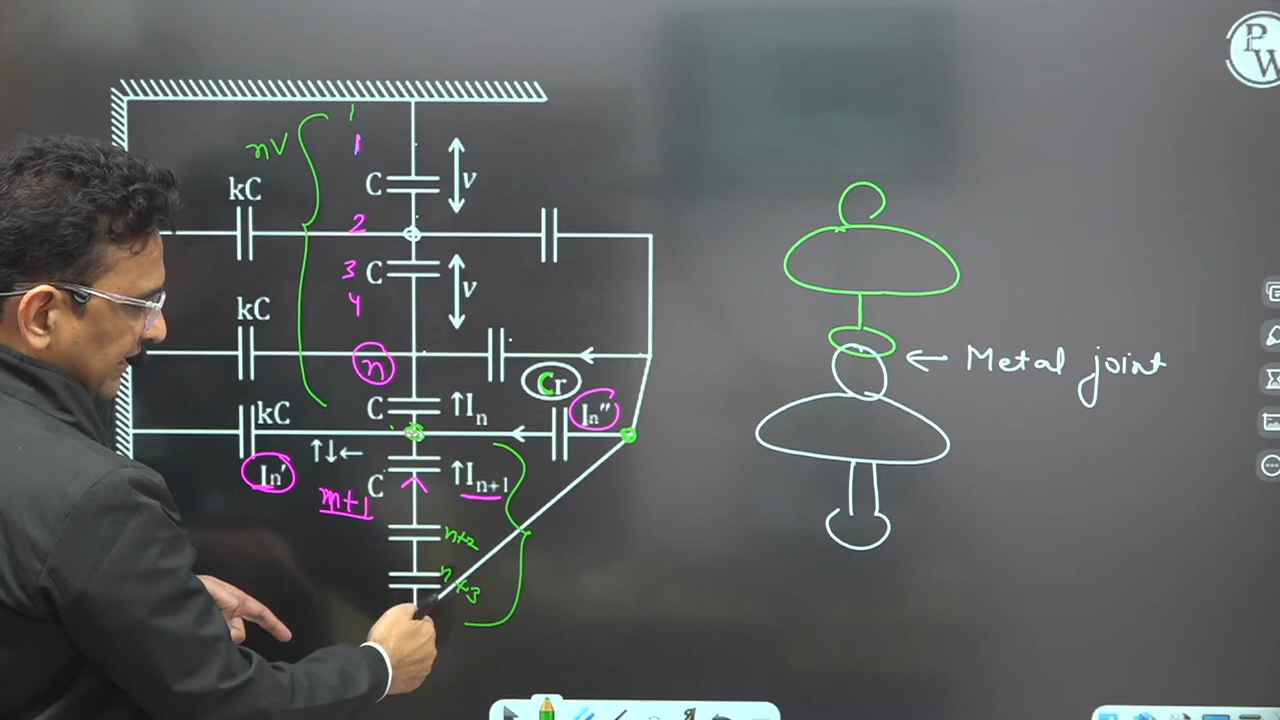 P
W
1
nV
1
C
v
kC
2
3
C
v
4
kC
n
Cr
kC
C
↑In
In''
↑↓←
In'
C
↑In+1
m+1
n+2
n+3
← Metal joint